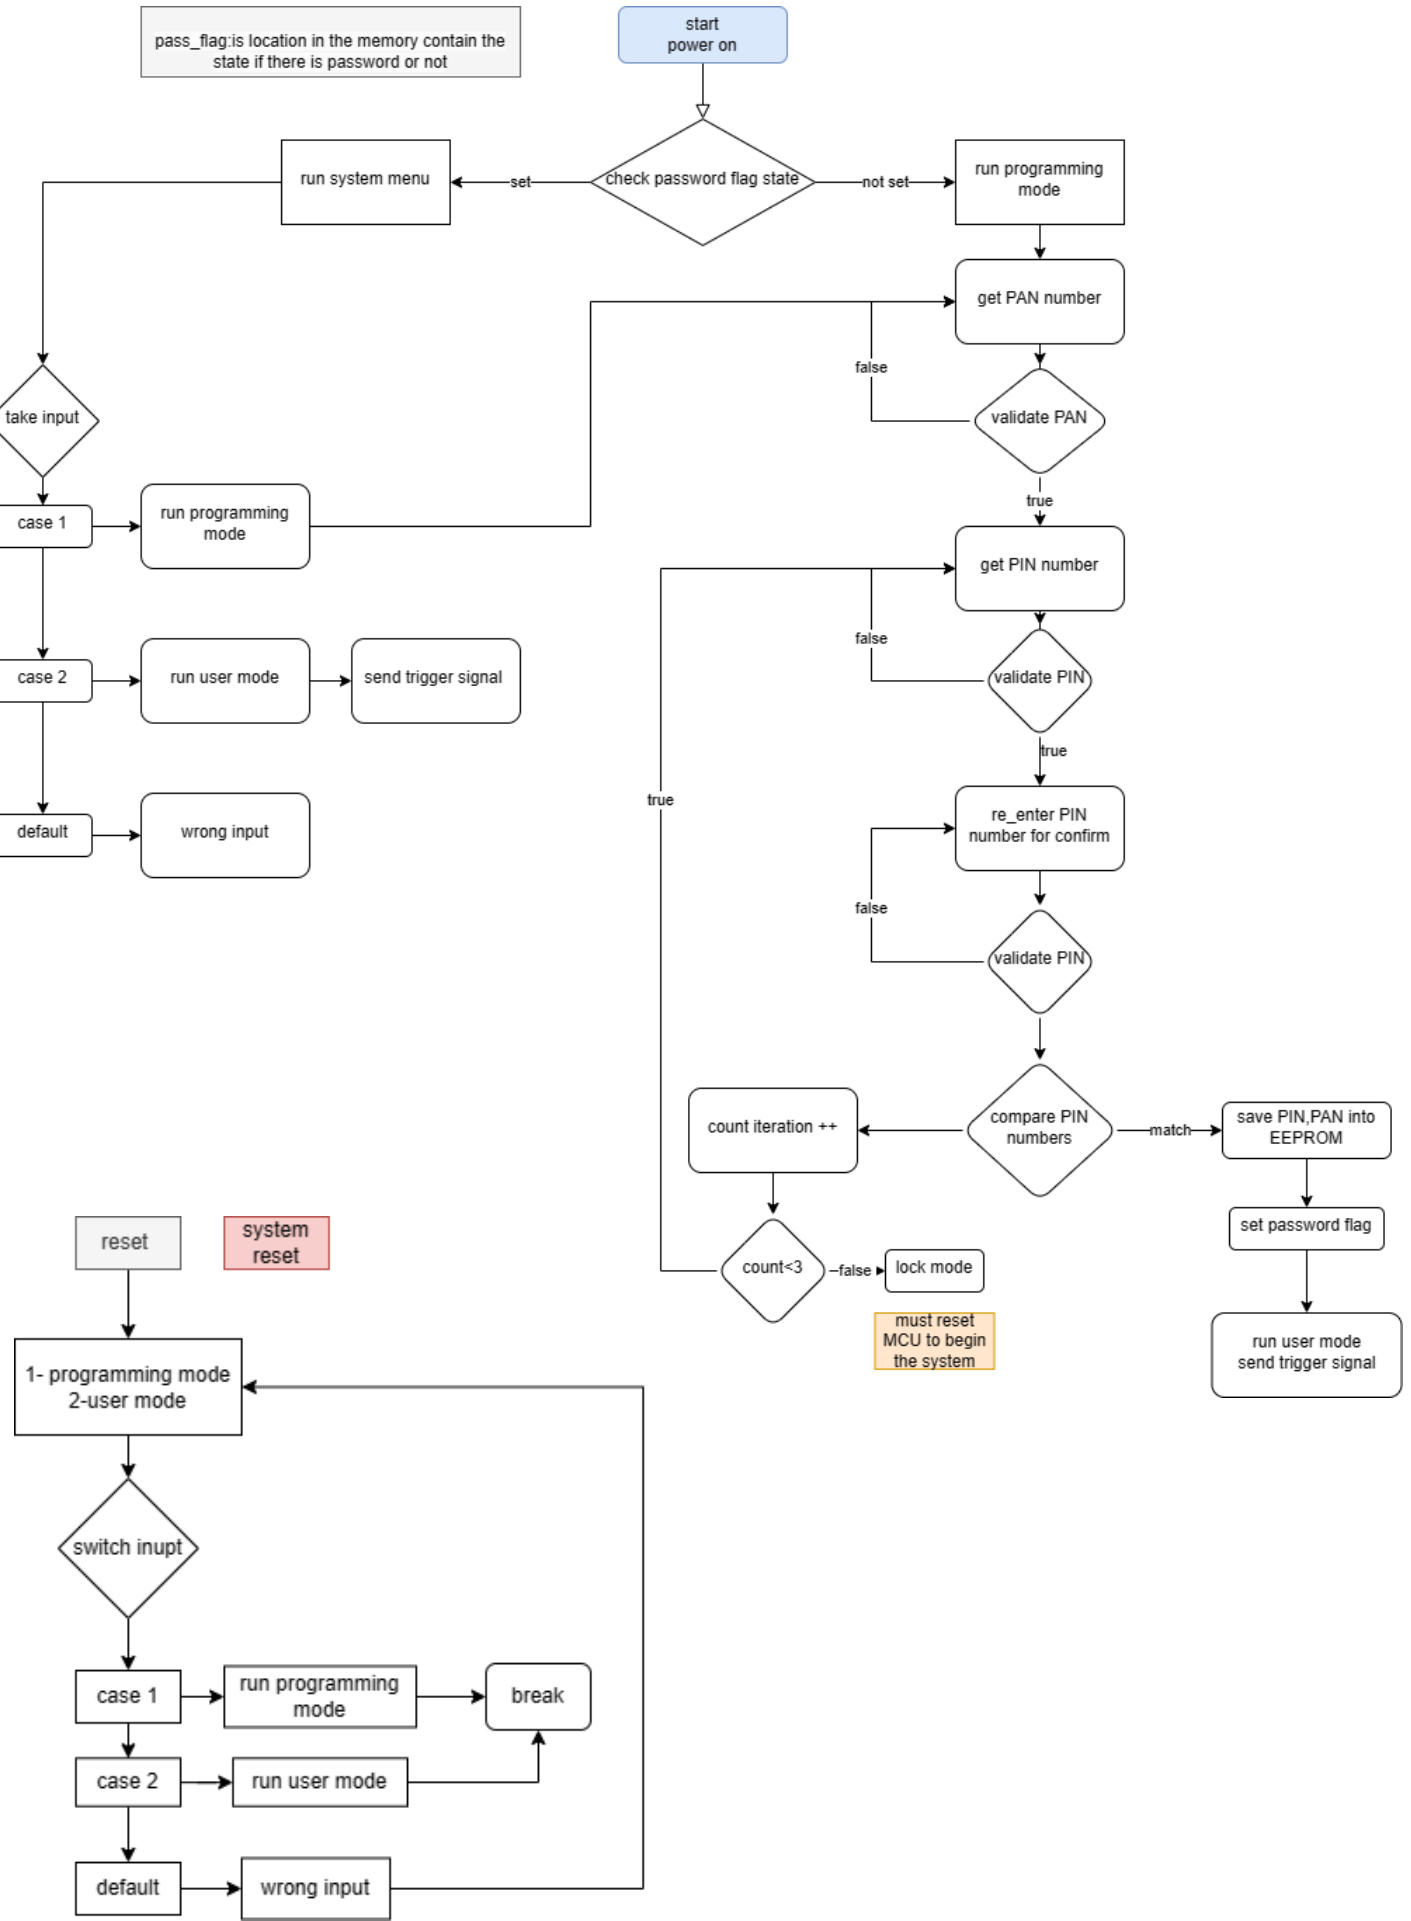 pass_flag:is location in the memory contain the
state if there is password or not
start
power on
run system menu
set
check password flag state
not set
run programming
mode
get PAN number
false
validate PAN
take input
true
case 1
run programming
mode
get PIN number
false
validate PIN
case 2
run user mode
send trigger signal
true
true
re_enter PIN
number for confirm
default
wrong input
false
validate PIN
count iteration ++
compare PIN
numbers
match
save PIN,PAN into
EEPROM
set password flag
count<3
false
lock mode
must reset
MCU to begin
the system
run user mode
send trigger signal
reset
system
reset
1- programming mode
2-user mode
switch inupt
case 1
run programming
mode
break
case 2
run user mode
default
wrong input